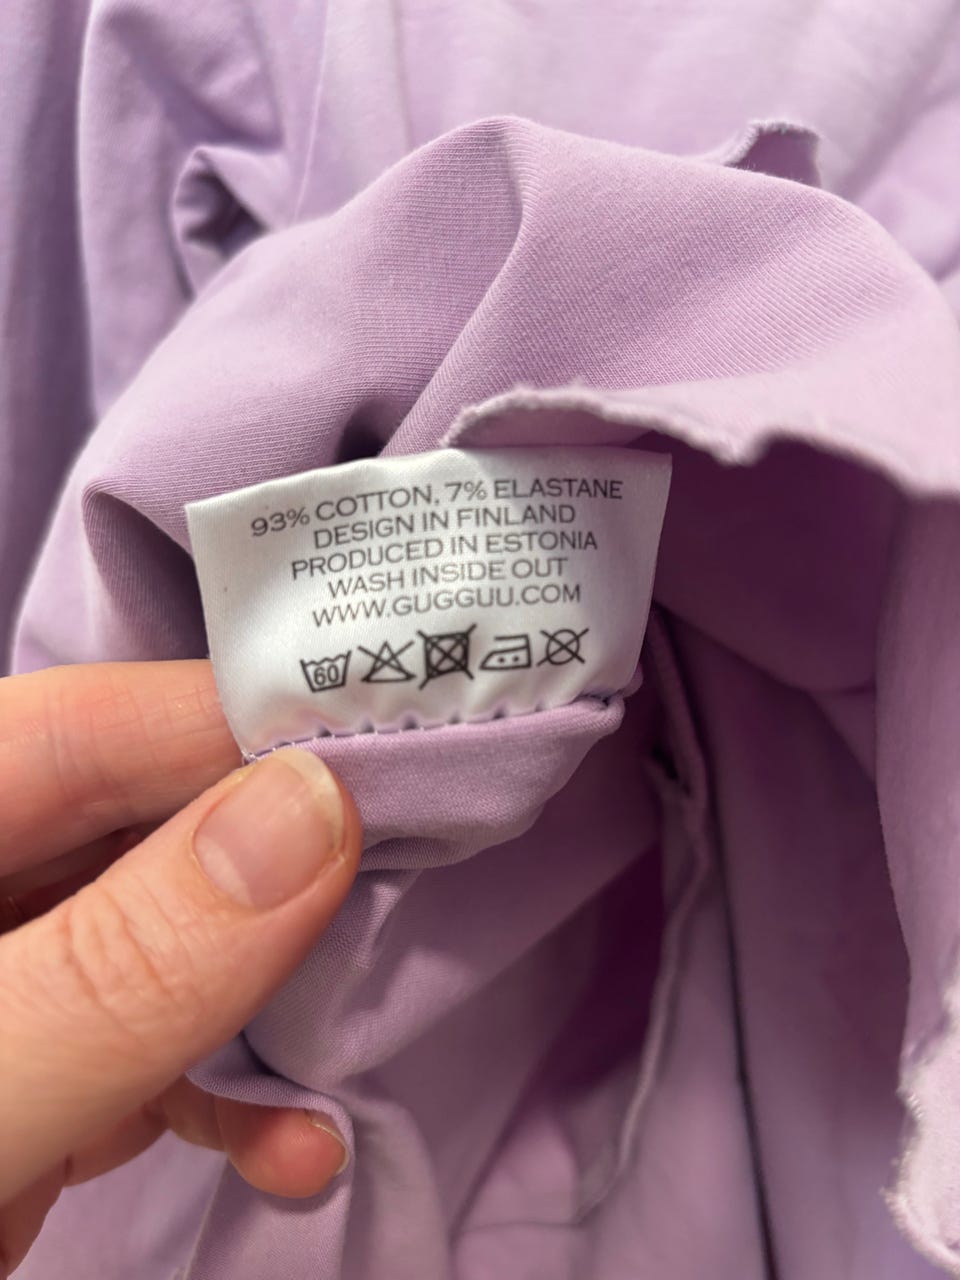 93% COTTON, 7% ELASTANE
DESIGN IN FINLAND
PRODUCED IN ESTONIA
WASH INSIDE OUT
WWW.GUGGUU.COM
60